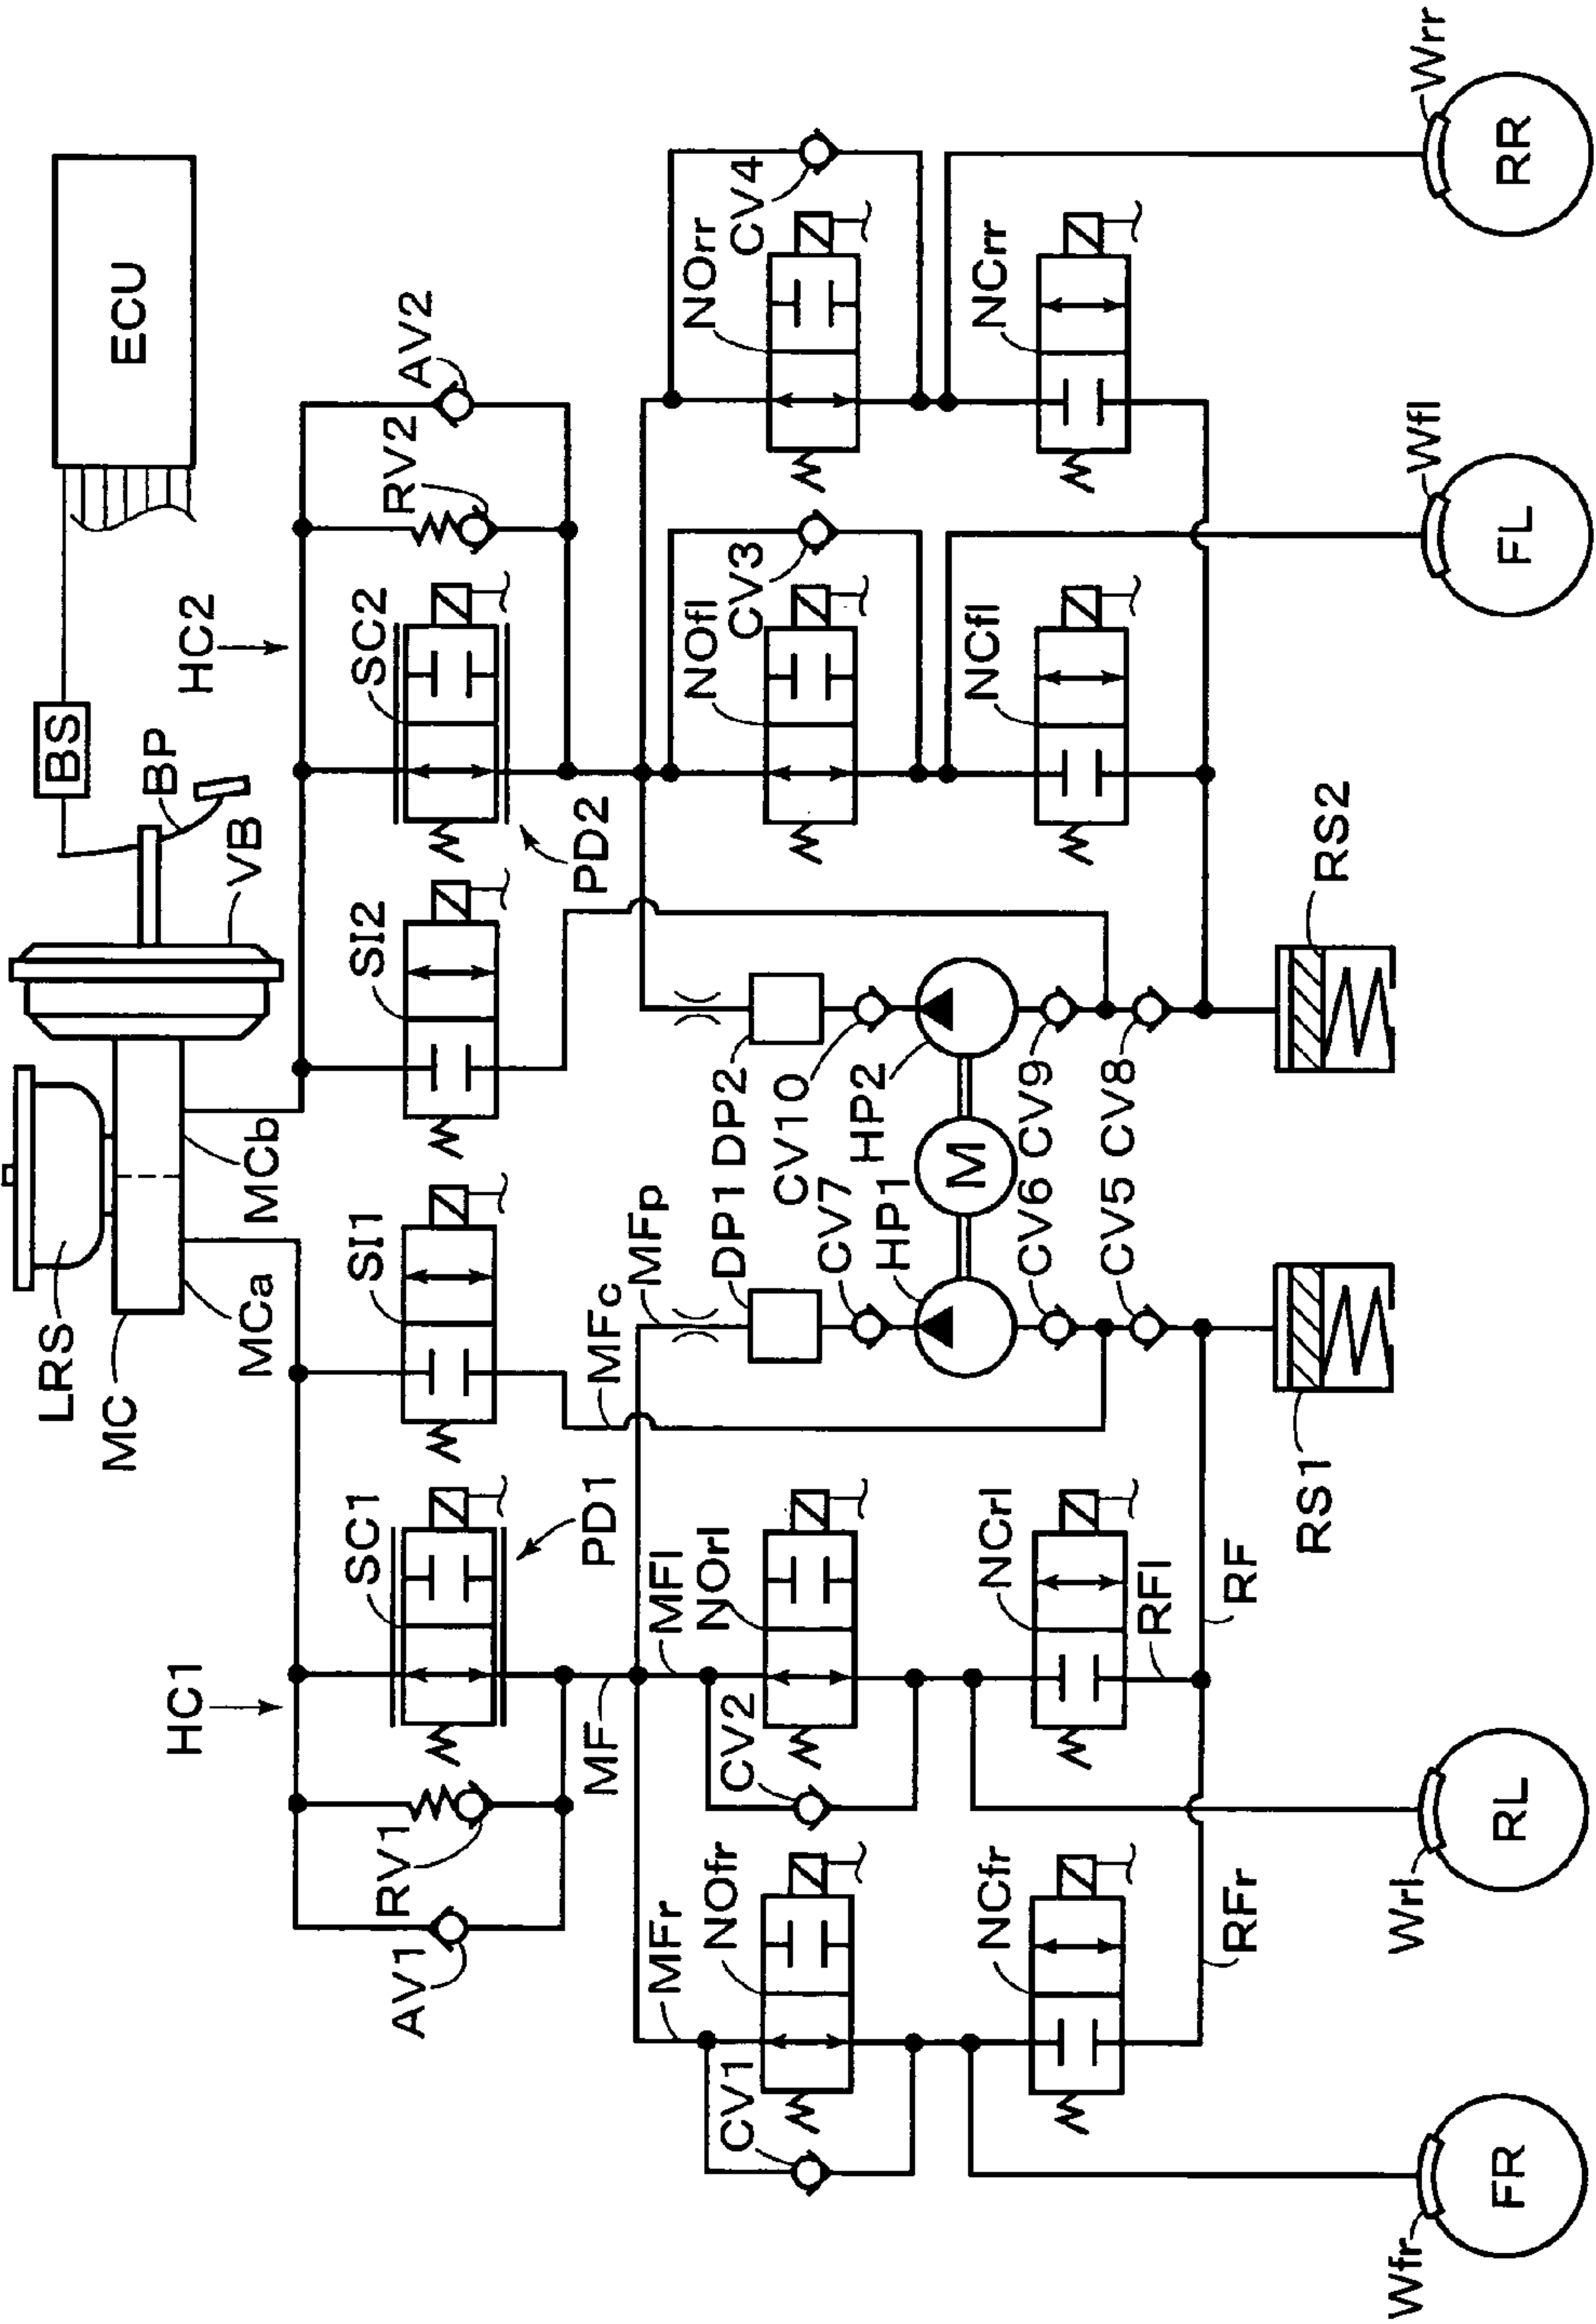 ECU
BS
BP
VB
LRS
MC
MCa
MCb
HC1
HC2
AV1
RV1
SC1
PD1
SI1
SI2
SC2
PD2
RV2
AV2
MF
MFc
MFp
MFr
MFl
NOfr
CV1
CV2
NOrl
DP1
DP2
CV7
CV10
HP1
HP2
M
NOfl
CV3
NOrr
CV4
NCfr
NCrl
CV6
CV9
CV5
CV8
NCfl
NCrr
RFr
RFl
RF
RS1
RS2
Wfr
FR
Wrl
RL
Wfl
FL
Wrr
RR